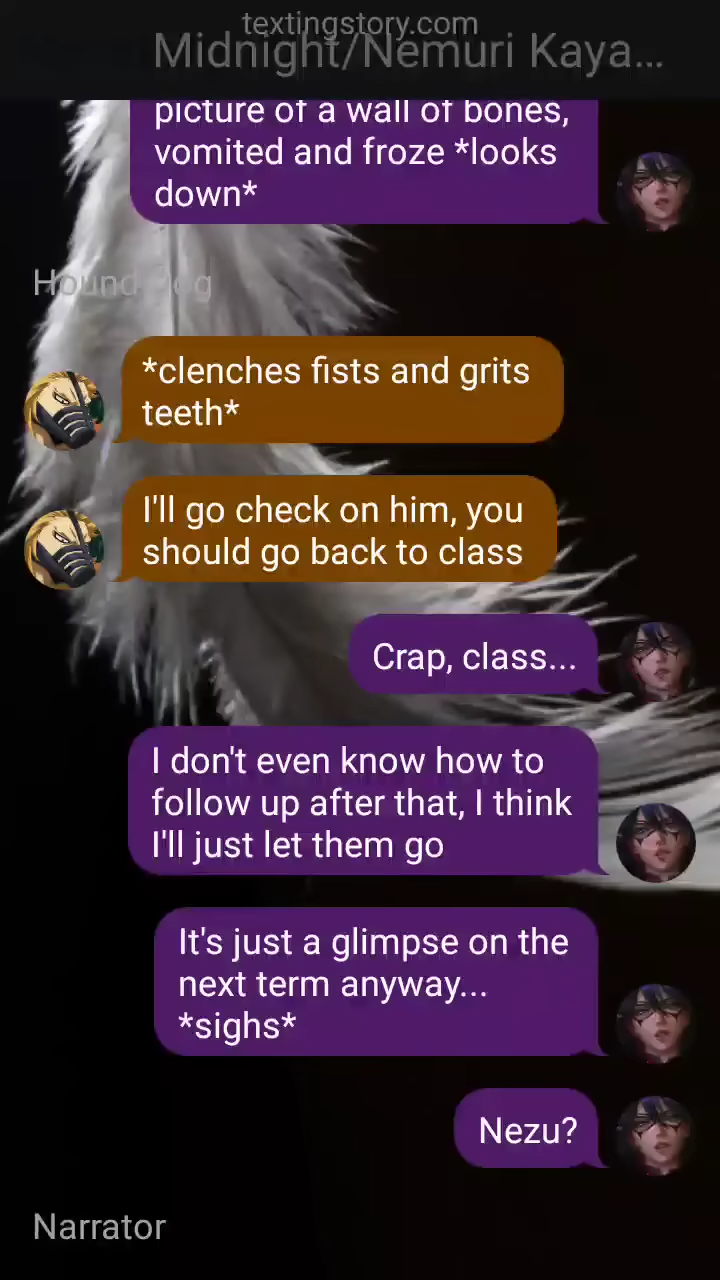 textingstory.com
Midnight/Nemuri Kaya...
picture of a wall of bones,
vomited and froze *looks
down*
Hound Dog
*clenches fists and grits
teeth*
I'll go check on him, you
should go back to class
Crap, class...
I don't even know how to
follow up after that, I think
I'll just let them go
It's just a glimpse on the
next term anyway...
*sighs*
Nezu?
Narrator